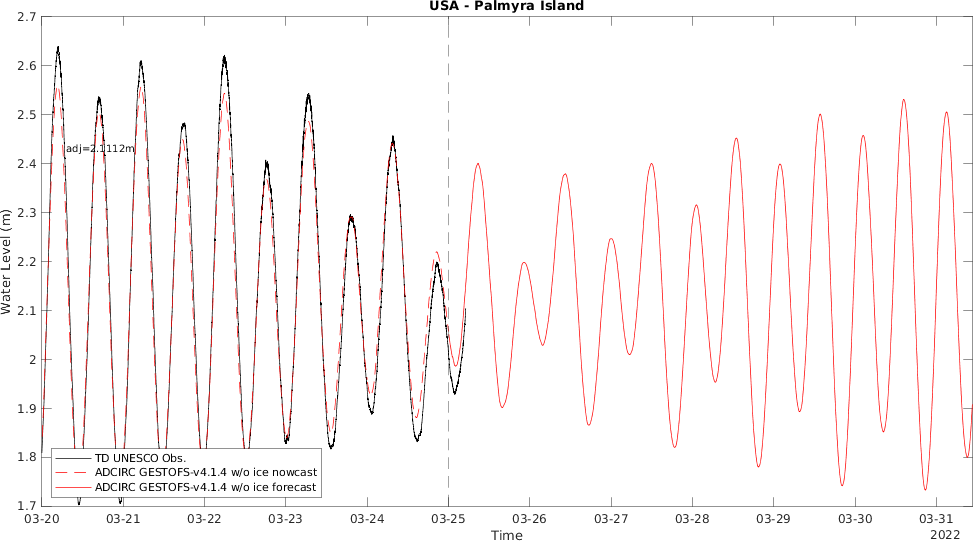 USA - Palmyra Island
2.7
2.6
2.5
2.4
2.3
2.2
2.1
2
1.9
1.8
1.7
Water Level (m)
adj=2.1112m
TD UNESCO Obs.
ADCIRC GESTOFS-v4.1.4 w/o ice nowcast
ADCIRC GESTOFS-v4.1.4 w/o ice forecast
03-20 03-21 03-22 03-23 03-24 03-25 03-26 03-27 03-28 03-29 03-30 03-31
Time
2022